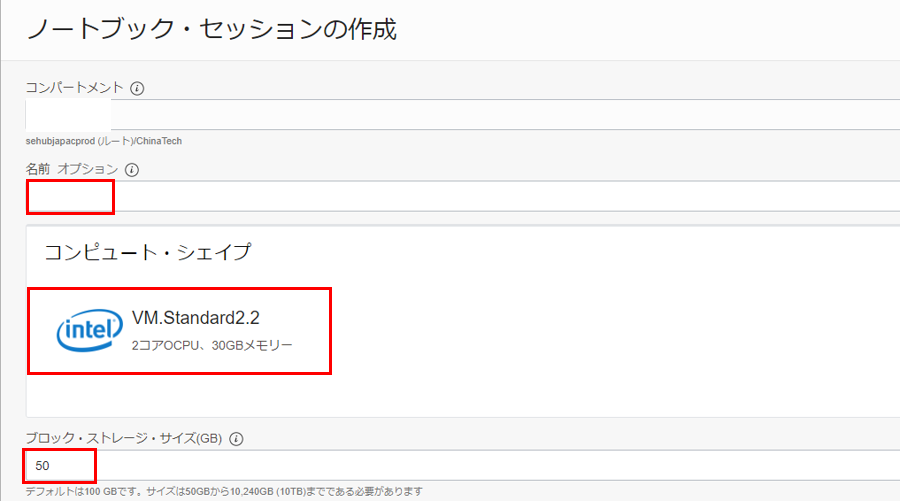 ノートブック・セッションの作成
コンパートメント
sehubjapacprod (ルート)/ChinaTech
名前 オプション
コンピュート・シェイプ
intel
VM.Standard2.2
2コアOCPU、30GBメモリー
ブロック・ストレージ・サイズ(GB)
50
デフォルトは100 GBです。サイズは50GBから10,240GB (10TB)までである必要があります